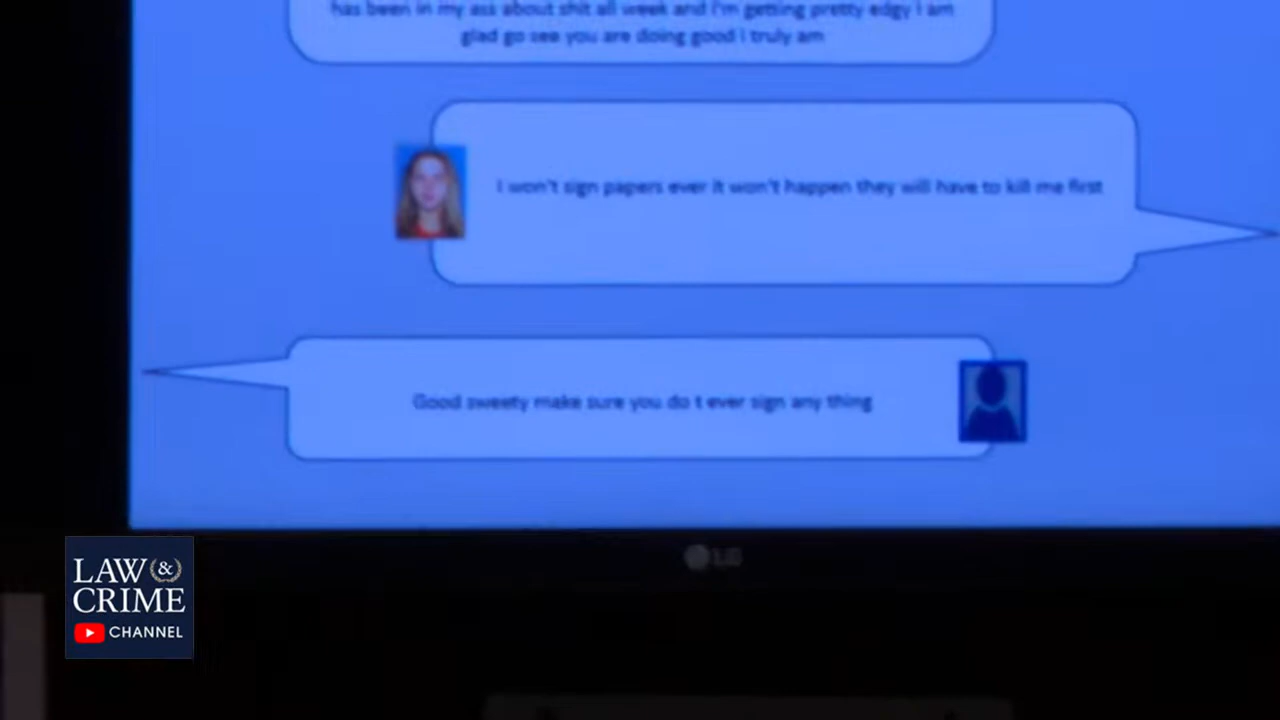 has been in my ass about shit all week and I'm getting pretty edgy I am
glad go see you are doing good I truly am
I won't sign papers ever it won't happen they will have to kill me first
Good sweety make sure you do t ever sign any thing
LG
LAW &
CRIME
CHANNEL